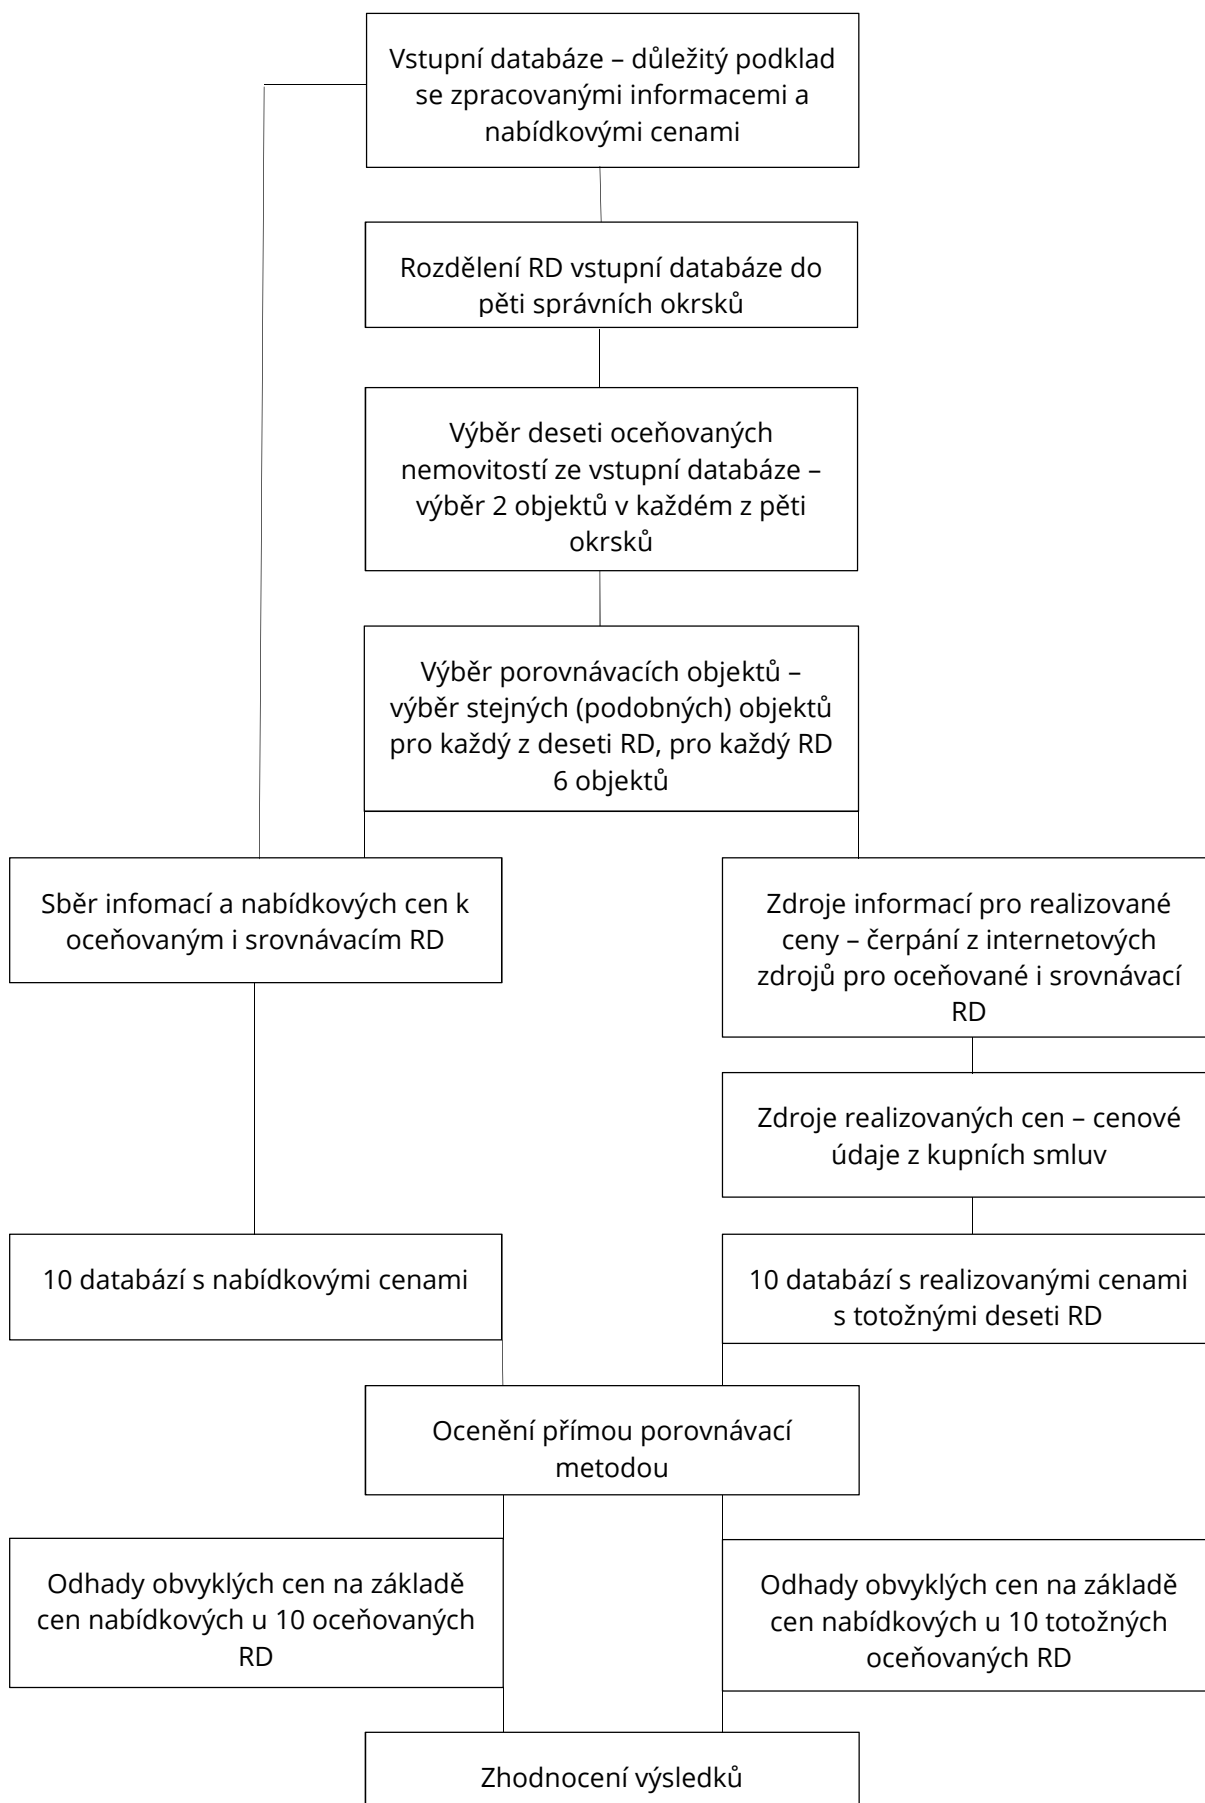 Vstupní databáze – důležitý podklad
se zpracovanými informacemi a
nabídkovými cenami
Rozdělení RD vstupní databáze do
pěti správních okrsků
Výběr deseti oceňovaných
nemovitostí ze vstupní databáze –
výběr 2 objektů v každém z pěti
okrsků
Výběr porovnávacích objektů –
výběr stejných (podobných) objektů
pro každý z deseti RD, pro každý RD
6 objektů
Sběr infomací a nabídkových cen k
oceňovaným i srovnávacím RD
Zdroje informací pro realizované
ceny – čerpání z internetových
zdrojů pro oceňované i srovnávací
RD
Zdroje realizovaných cen – cenové
údaje z kupních smluv
10 databází s nabídkovými cenami
10 databází s realizovanými cenami
s totožnými deseti RD
Ocenění přímou porovnávací
metodou
Odhady obvyklých cen na základě
cen nabídkových u 10 oceňovaných
RD
Odhady obvyklých cen na základě
cen nabídkových u 10 totožných
oceňovaných RD
Zhodnocení výsledků